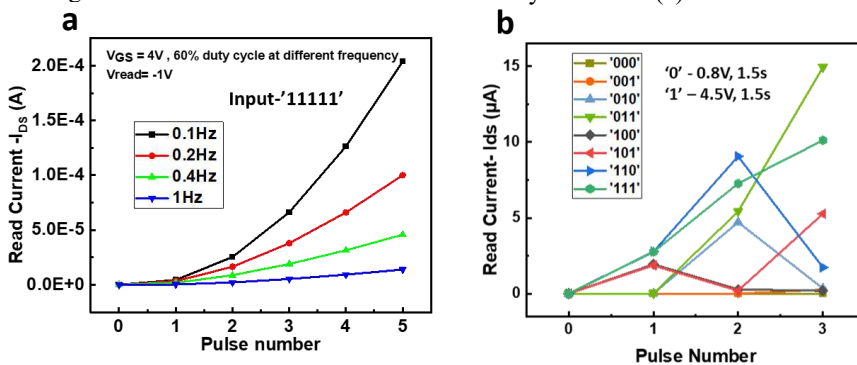 a
VGS = 4V , 60% duty cycle at different frequency
Vread= -1V
Input-'11111'
0.1Hz
0.2Hz
0.4Hz
1Hz
Read Current -IDS (A)
2.0E-4
1.5E-4
1.0E-4
5.0E-5
0.0E+0
0 1 2 3 4 5
Pulse number
b
'000'
'001'
'010'
'011'
'100'
'101'
'110'
'111'
'0' - 0.8V, 1.5s
'1' – 4.5V, 1.5s
Read Current- Ids (µA)
15
10
5
0
0 1 2 3
Pulse Number